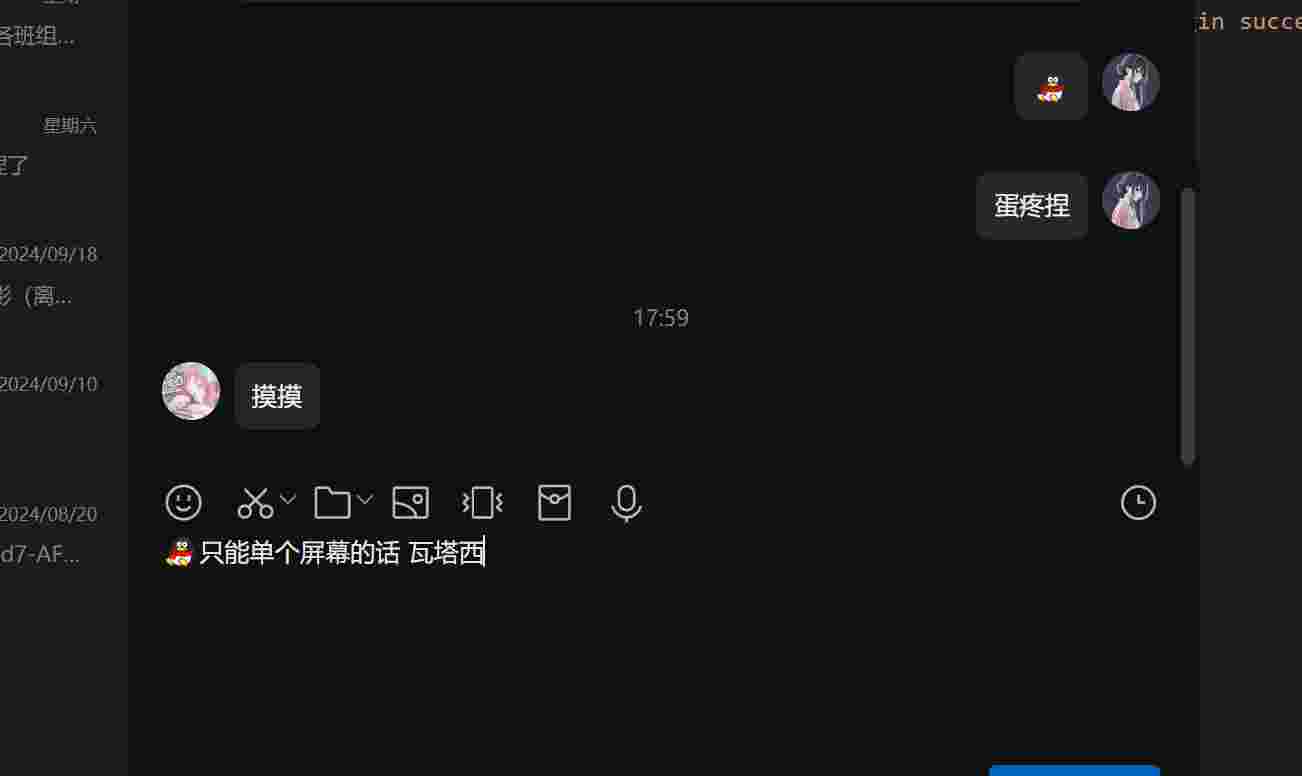 各班组...
星期六
捏了
2024/09/18
影（离...
2024/09/10
2024/08/20
d7-AF...
蛋疼捏
17:59
摸摸
只能单个屏幕的话 瓦塔西
in succe